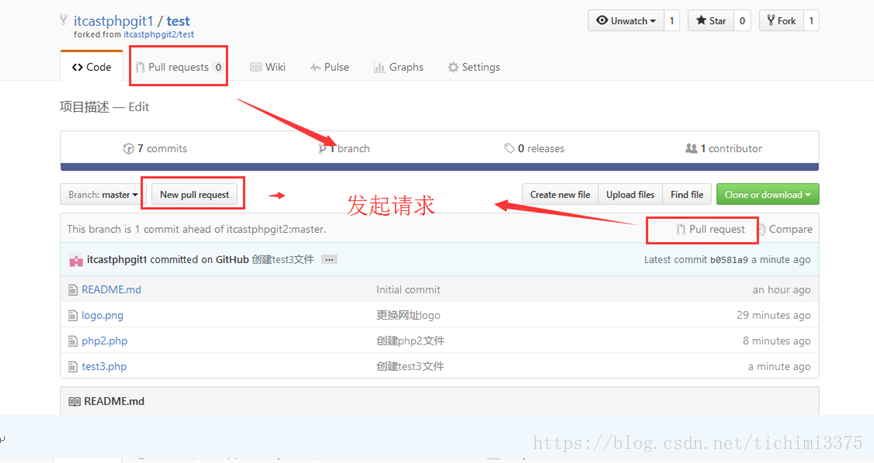 itcastphpgit1 / test
forked from itcastphpgit2/test
Unwatch 1 Star 0 Fork 1
Code Pull requests 0 Wiki Pulse Graphs Settings
项目描述 — Edit
7 commits 1 branch 0 releases 1 contributor
Branch: master New pull request 发起请求 Create new file Upload files Find file Clone or download
This branch is 1 commit ahead of itcastphpgit2:master. Pull request Compare
itcastphpgit1 committed on GitHub 创建test3文件 ... Latest commit b0581a9 a minute ago
README.md Initial commit an hour ago
logo.png 更换网址logo 29 minutes ago
php2.php 创建php2文件 8 minutes ago
test3.php 创建test3文件 a minute ago
README.md
https://blog.csdn.net/tichimi3375